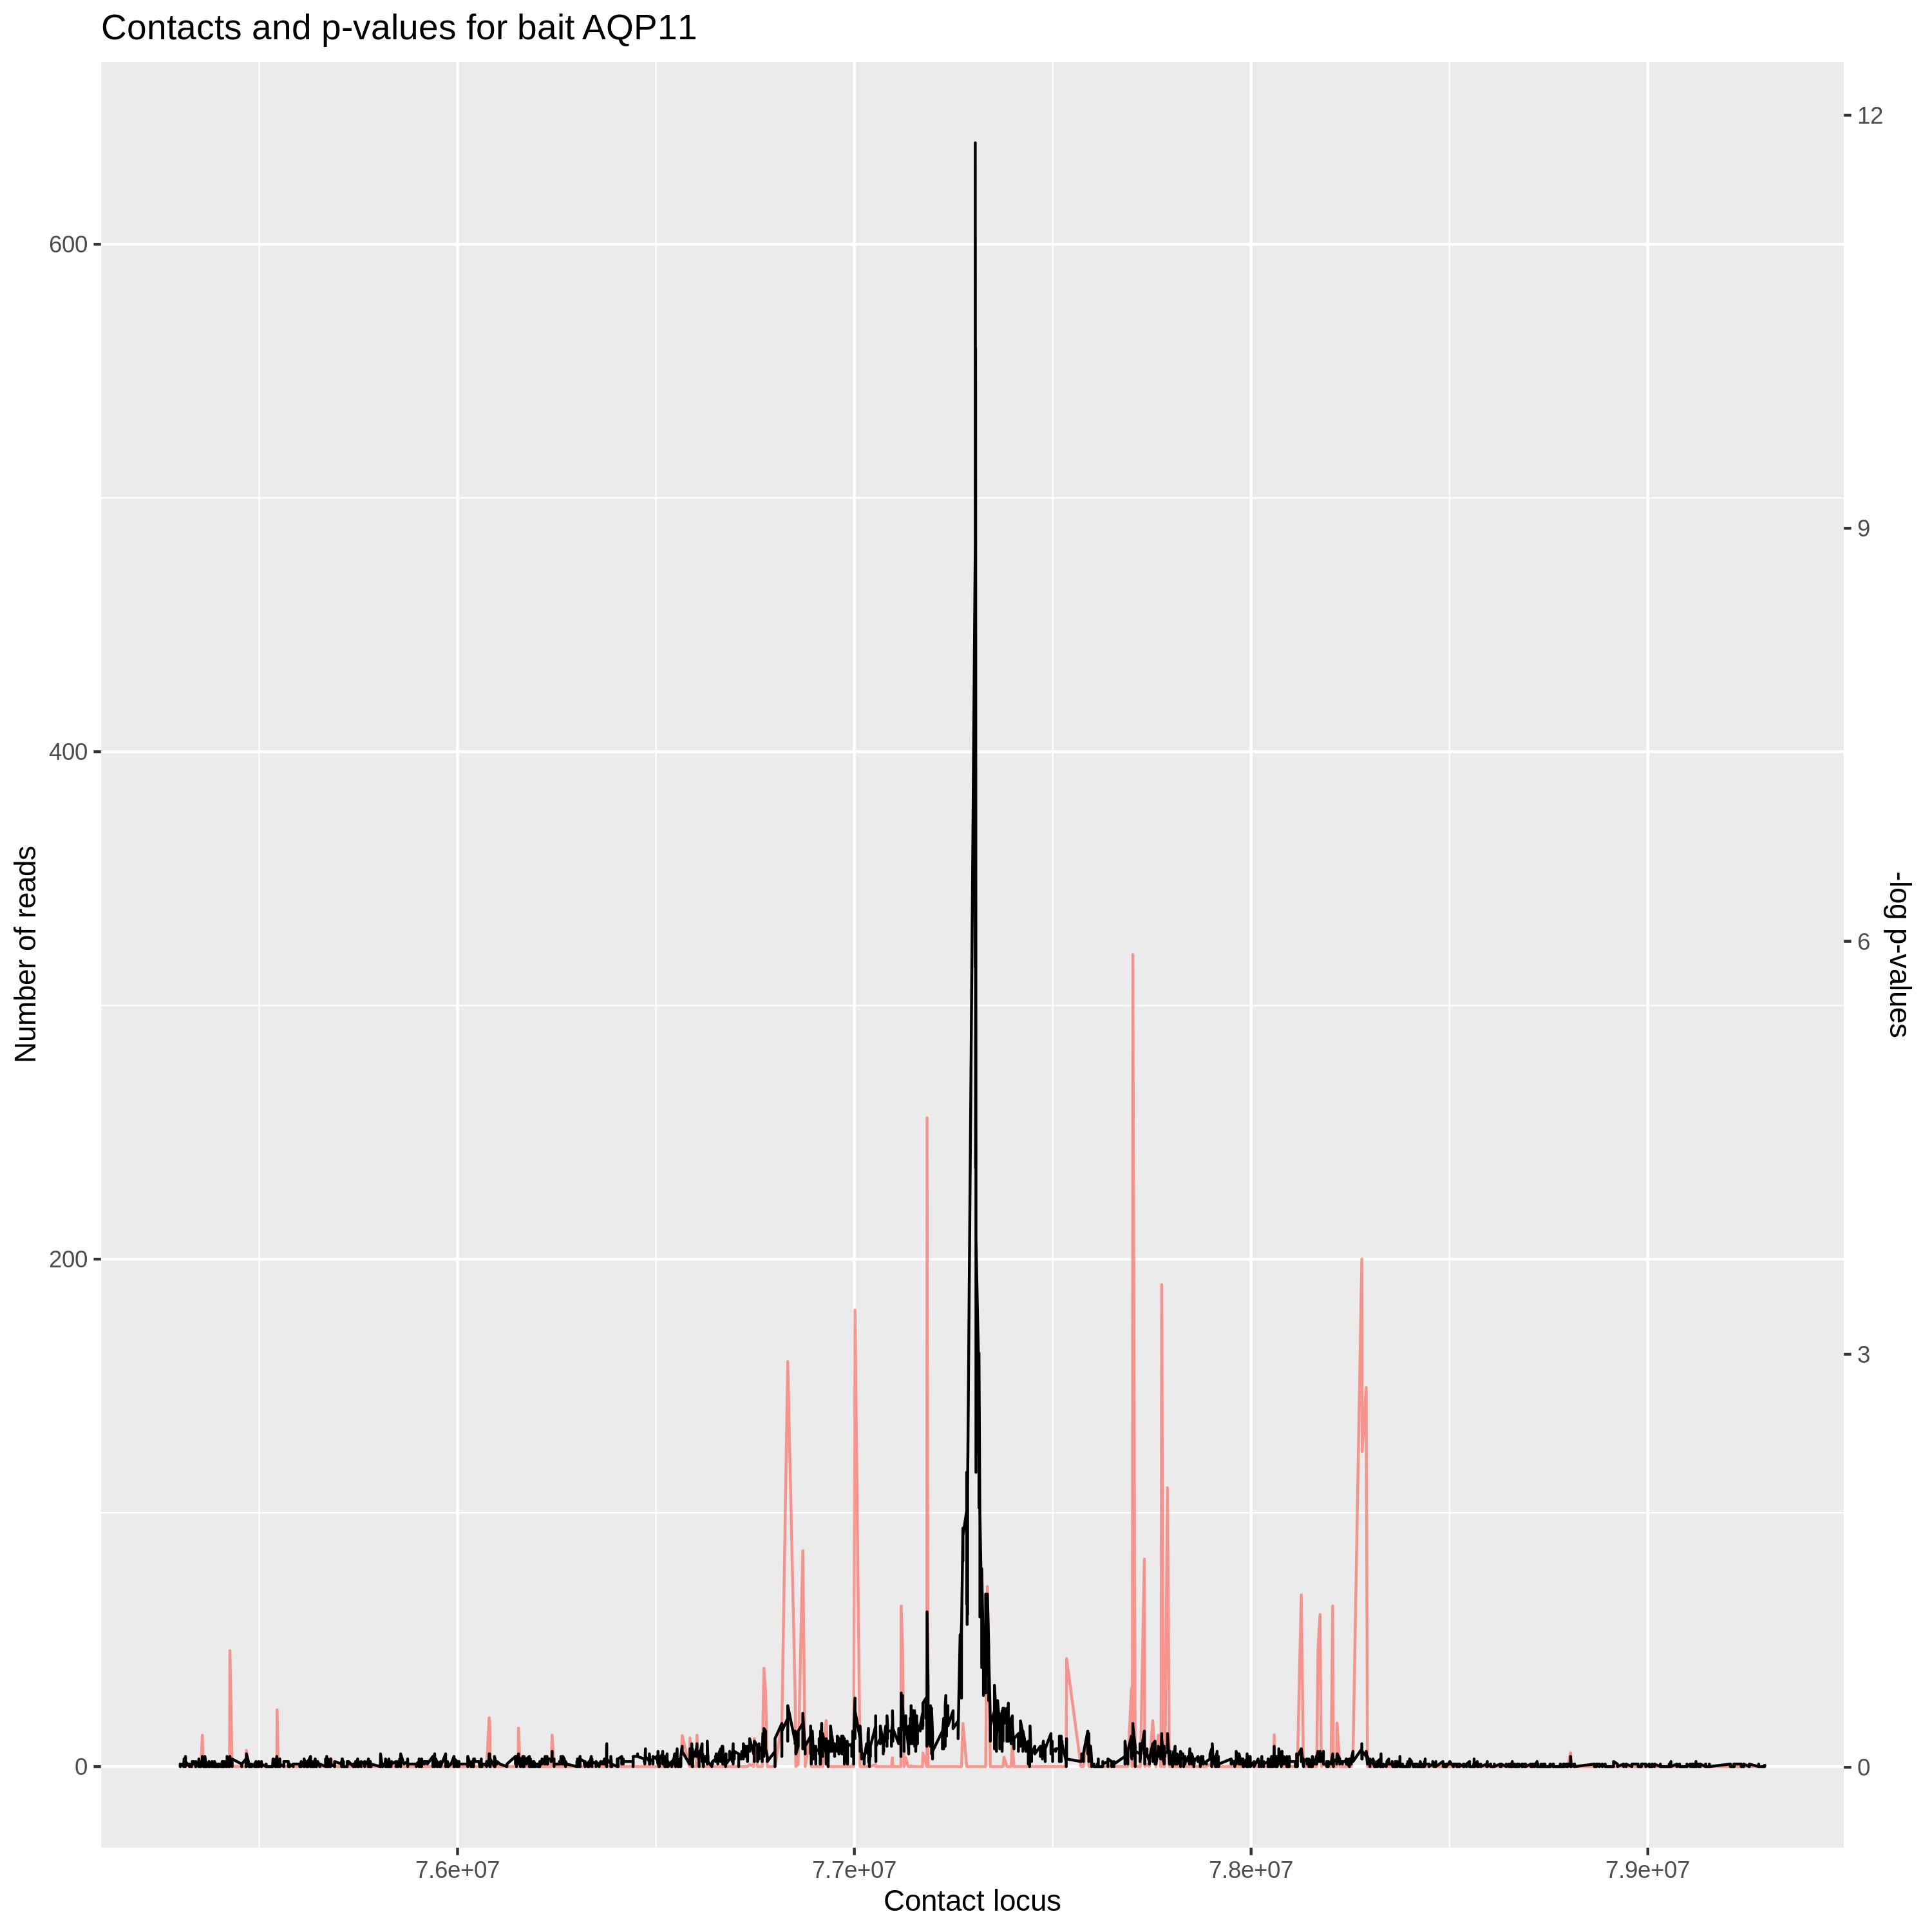 Contacts and p-values for bait AQP11
12
600
9
400
Number of reads
-log p-values
6
200
3
0
0
7.6e+07
7.7e+07
7.8e+07
7.9e+07
Contact locus